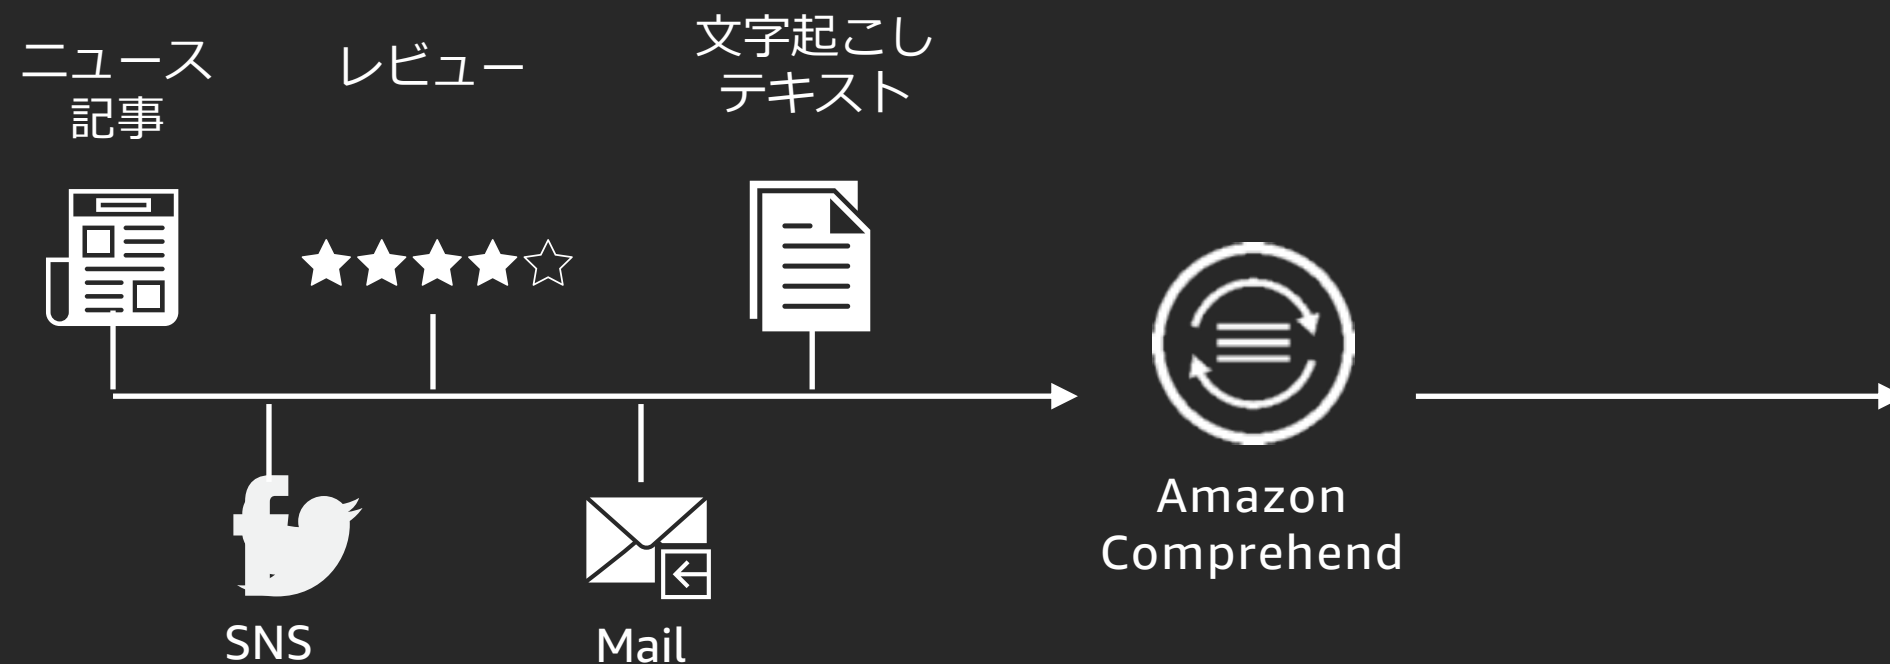 ニュース
記事
レビュー
文字起こし
テキスト
SNS
Mail
Amazon
Comprehend